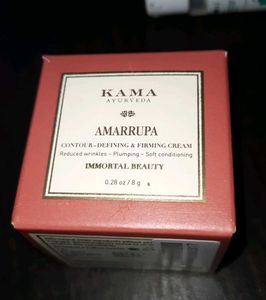 KAMA
AYURVEDA
AMARRUPA
CONTOUR-DEFINING & FIRMING CREAM
Reduced wrinkles - Plumping - Soft conditioning
IMMORTAL BEAUTY
0.28 oz / 8 g